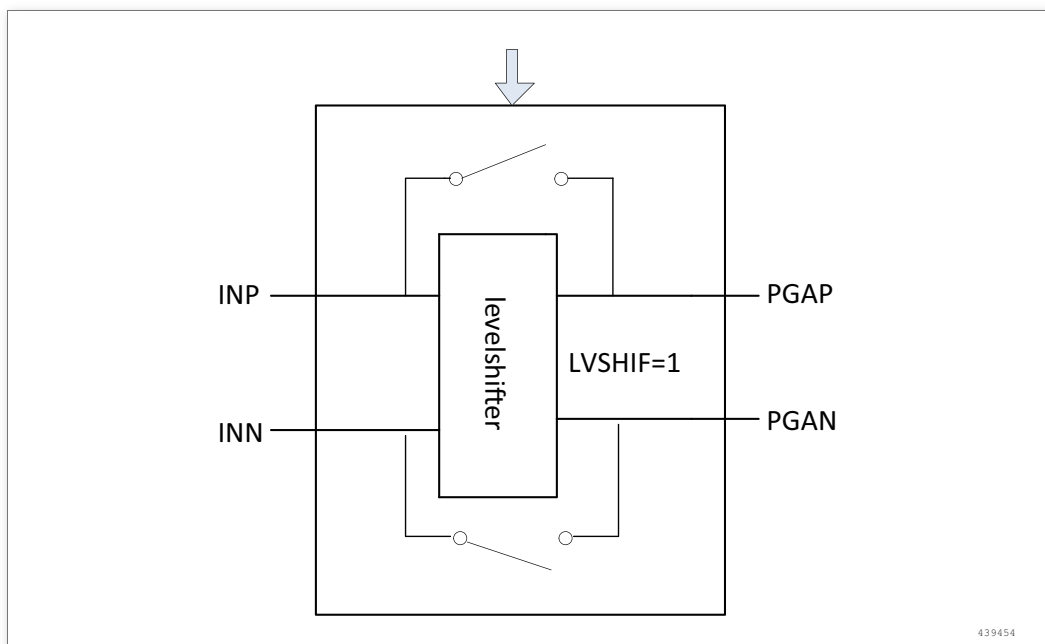 INP
PGAP
levelshifter
LVSHIF=1
INN
PGAN
439454